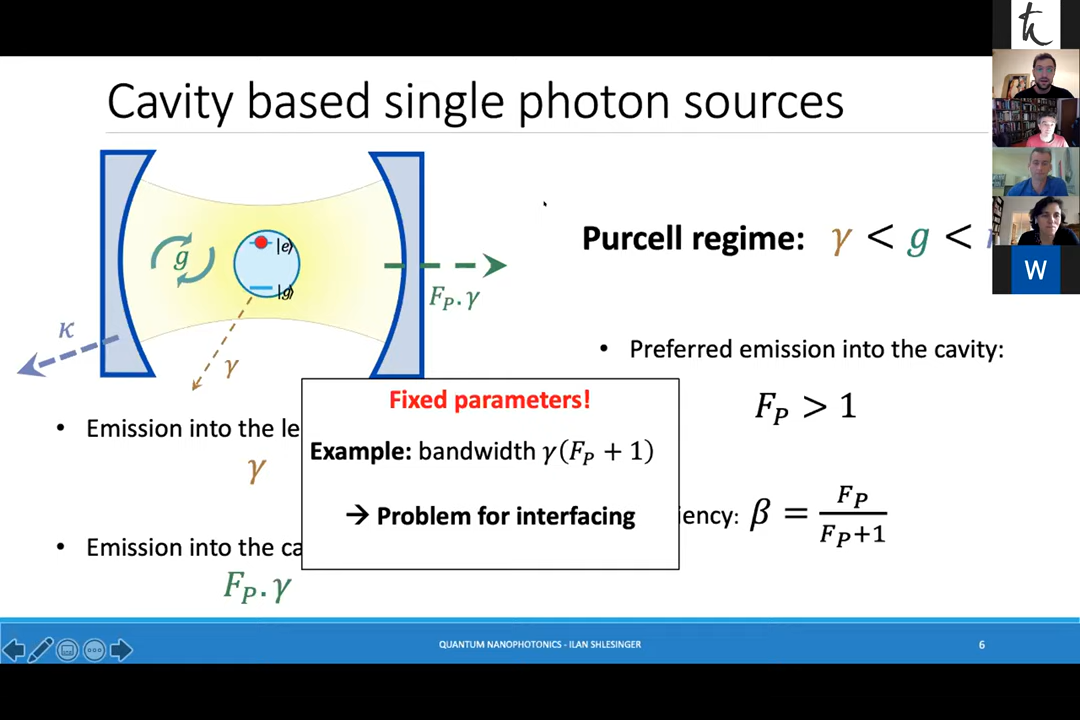 Cavity based single photon sources
|e⟩
g
|g⟩
κ
γ
F_P.γ
Purcell regime: γ < g <
• Preferred emission into the cavity:
F_P > 1
• Emission into the le
γ
• Emission into the ca
F_P.γ
Fixed parameters!
Example: bandwidth γ(F_P + 1)
→ Problem for interfacing
iency: β = F_P / F_P+1
QUANTUM NANOPHOTONICS - ILAN SHLESINGER
6
W